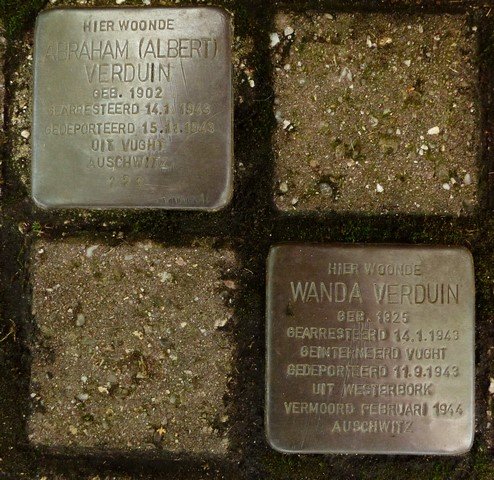 HIER WOONDE
ABRAHAM (ALBERT)
VERDUIN
GEB. 1902
GEARRESTEERD 14.1.1943
GEDEPORTEERD 15.11.1943
UIT VUGHT
AUSCHWITZ
???
HIER WOONDE
WANDA VERDUIN
GEB. 1925
GEARRESTEERD 14.1.1943
GEINTERNEERD VUGHT
GEDEPORTEERD 11.9.1943
UIT WESTERBORK
VERMOORD FEBRUARI 1944
AUSCHWITZ